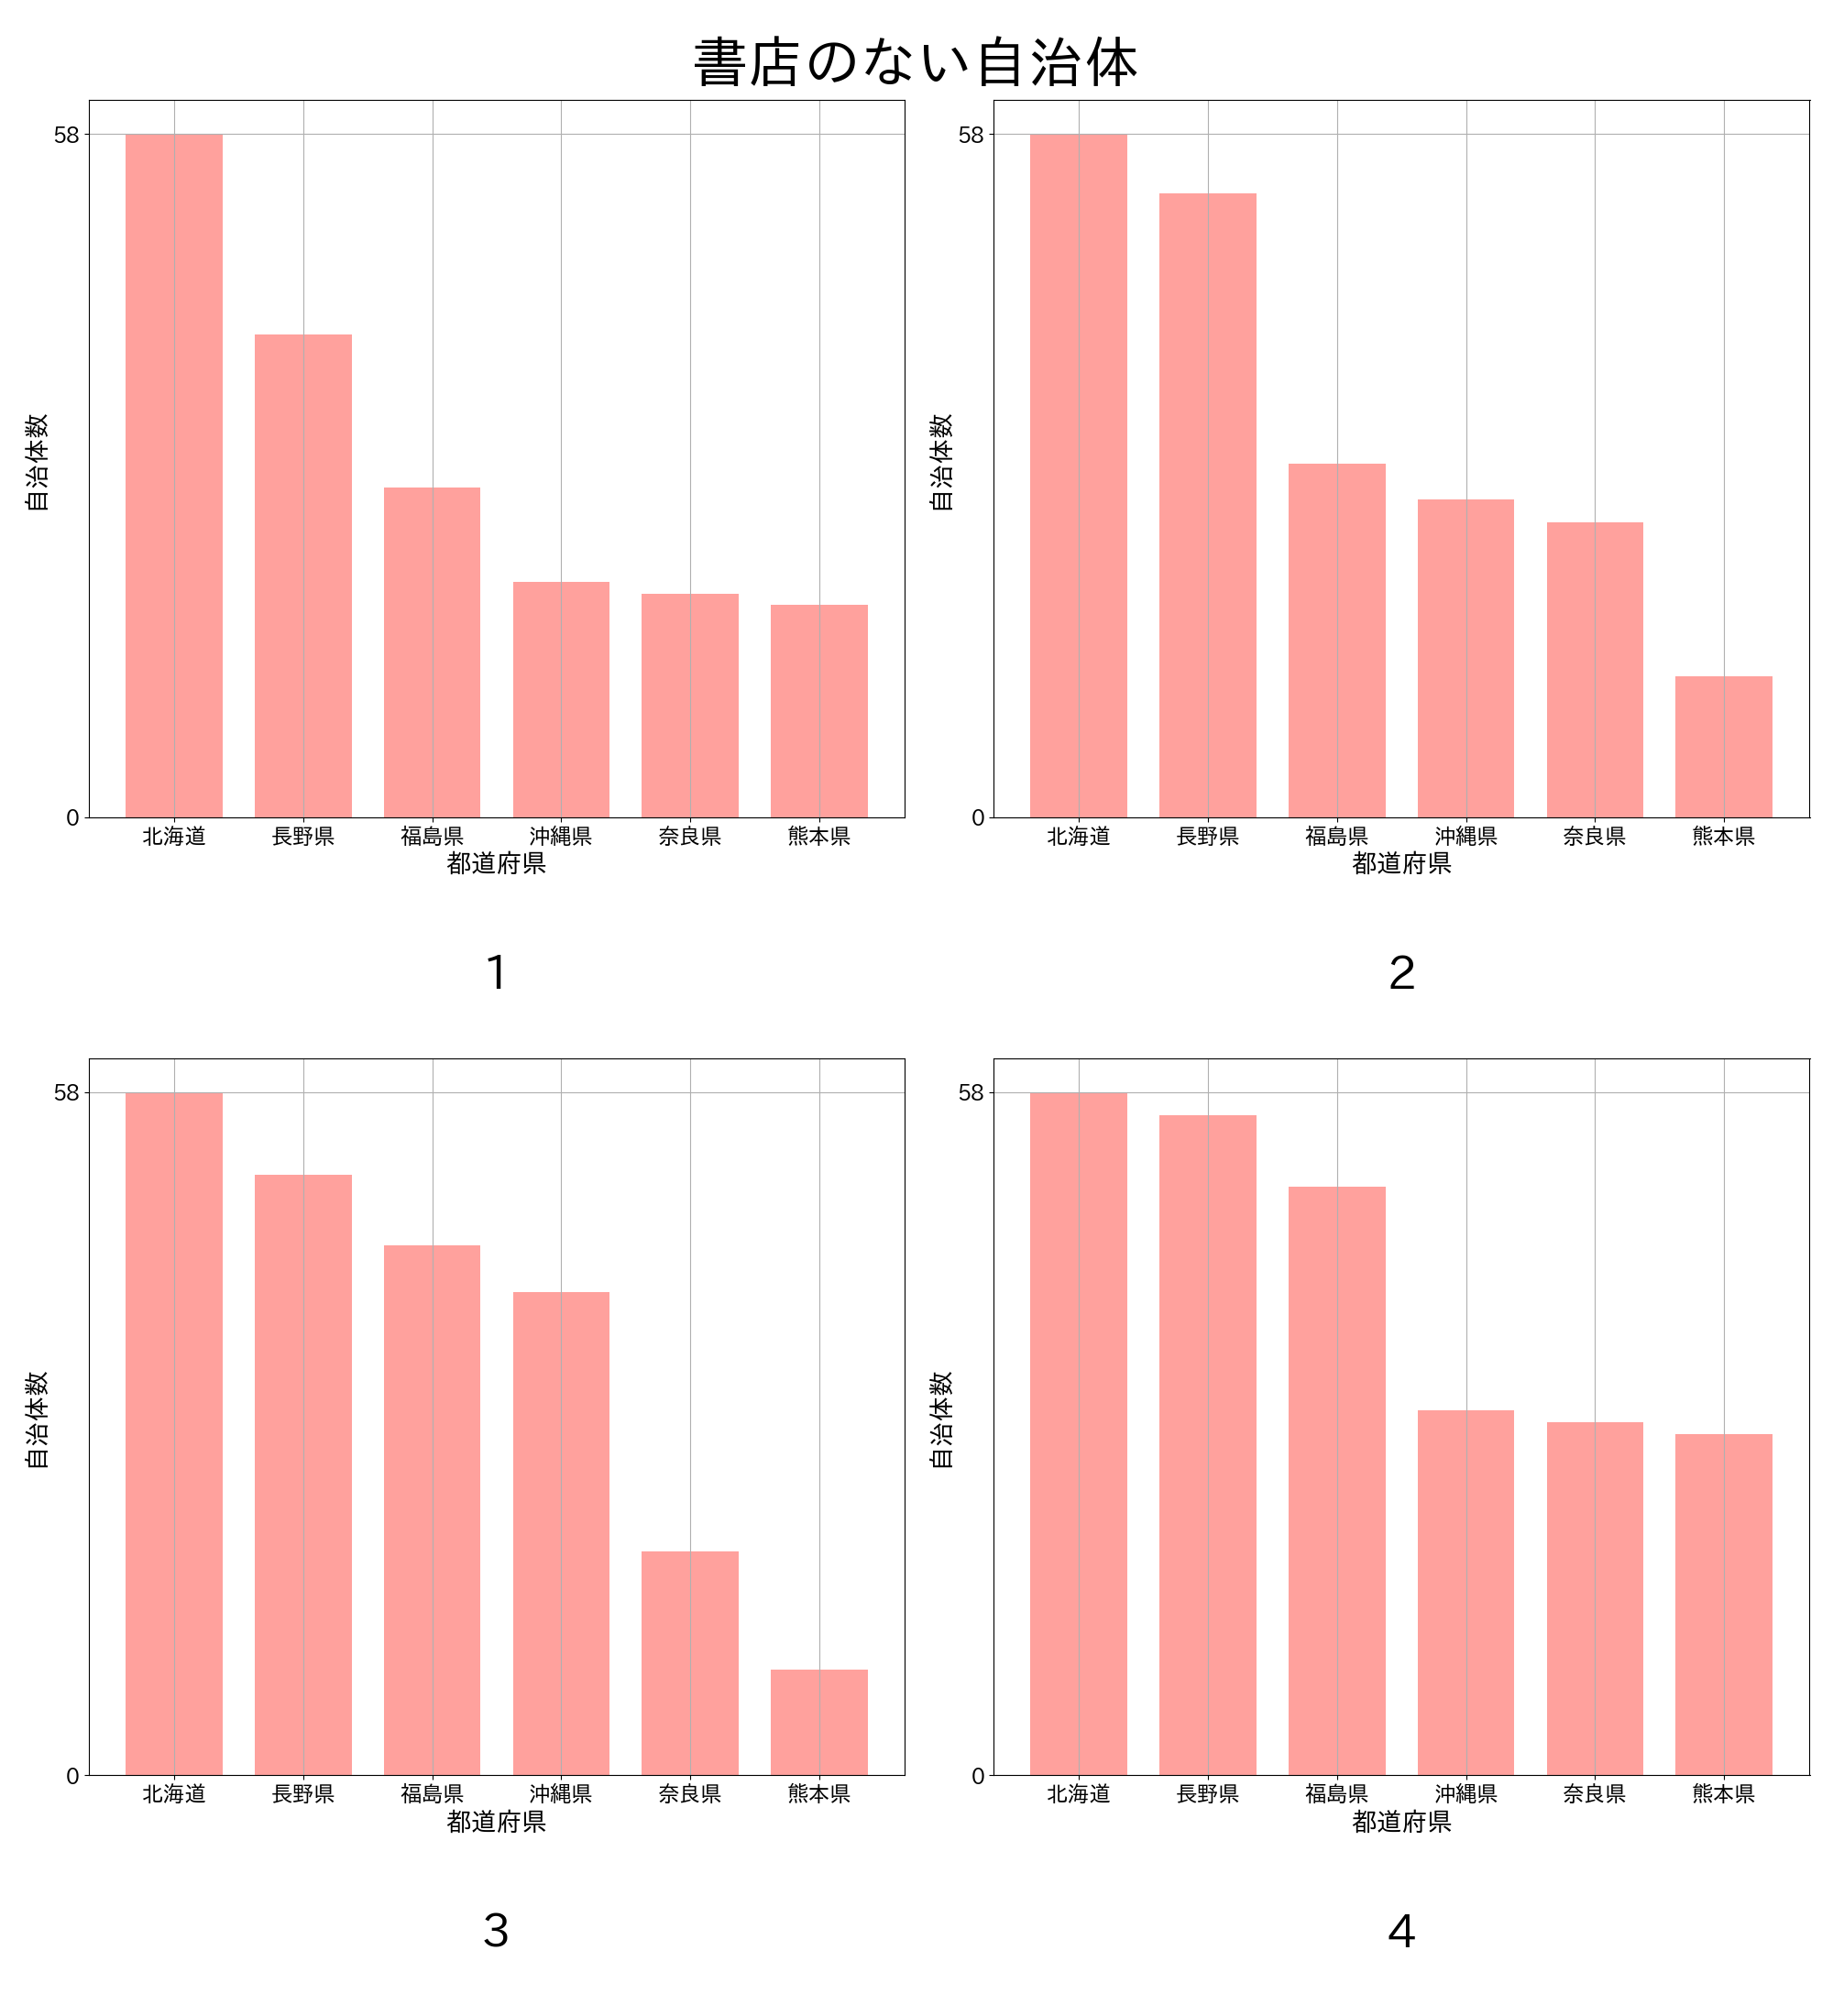 書店のない自治体
58
0
自治体数
北海道 長野県 福島県 沖縄県 奈良県 熊本県
都道府県
1
58
0
自治体数
北海道 長野県 福島県 沖縄県 奈良県 熊本県
都道府県
2
58
0
自治体数
北海道 長野県 福島県 沖縄県 奈良県 熊本県
都道府県
3
58
0
自治体数
北海道 長野県 福島県 沖縄県 奈良県 熊本県
都道府県
4